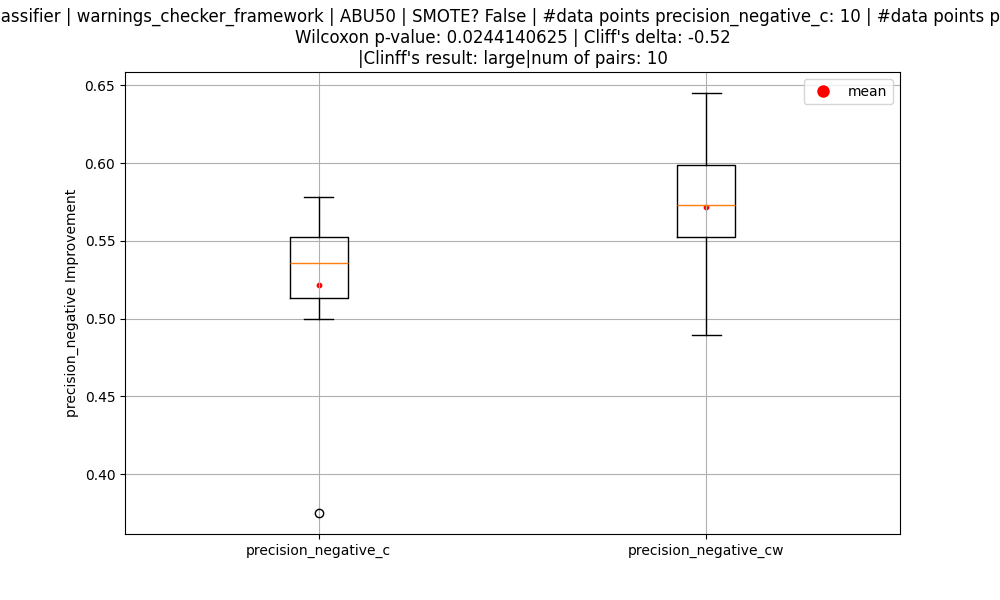 assifier | warnings_checker_framework | ABU50 | SMOTE? False | #data points precision_negative_c: 10 | #data points p
Wilcoxon p-value: 0.0244140625 | Cliff's delta: -0.52
|Clinff's result: large|num of pairs: 10
mean
0.65
0.60
0.55
0.50
0.45
0.40
precision_negative Improvement
precision_negative_c
precision_negative_cw